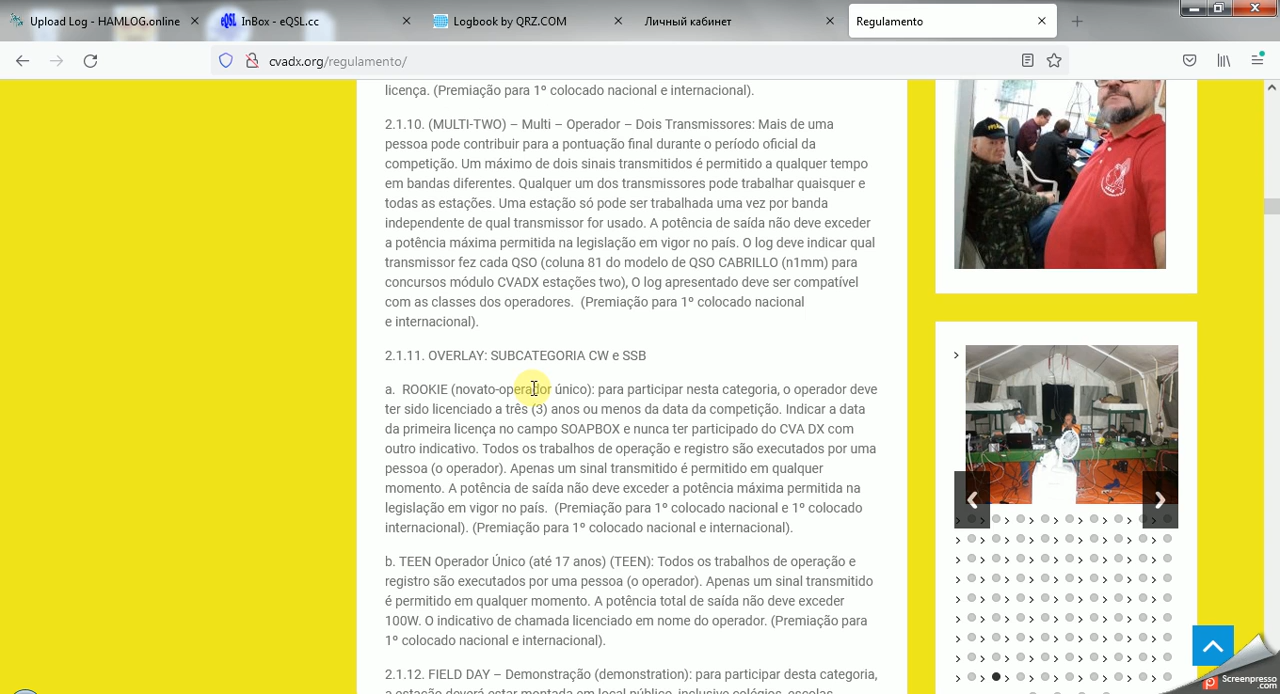 Upload Log - HAMLOG.online
InBox - eQSL.cc
Logbook by QRZ.COM
Личный кабинет
Regulamento
cvadx.org/regulamento/
licença. (Premiação para 1º colocado nacional e internacional).
2.1.10. (MULTI-TWO) – Multi – Operador – Dois Transmissores: Mais de uma
pessoa pode contribuir para a pontuação final durante o período oficial da
competição. Um máximo de dois sinais transmitidos é permitido a qualquer tempo
em bandas diferentes. Qualquer um dos transmissores pode trabalhar quaisquer e
todas as estações. Uma estação só pode ser trabalhada uma vez por banda
independente de qual transmissor for usado. A potência de saída não deve exceder
a potência máxima permitida na legislação em vigor no país. O log deve indicar qual
transmissor fez cada QSO (coluna 81 do modelo de QSO CABRILLO (n1mm) para
concursos módulo CVADX estações two), O log apresentado deve ser compatível
com as classes dos operadores. (Premiação para 1º colocado nacional
e internacional).
2.1.11. OVERLAY: SUBCATEGORIA CW e SSB
a. ROOKIE (novato-operador único): para participar nesta categoria, o operador deve
ter sido licenciado a três (3) anos ou menos da data da competição. Indicar a data
da primeira licença no campo SOAPBOX e nunca ter participado do CVA DX com
outro indicativo. Todos os trabalhos de operação e registro são executados por uma
pessoa (o operador). Apenas um sinal transmitido é permitido em qualquer
momento. A potência de saída não deve exceder a potência máxima permitida na
legislação em vigor no país. (Premiação para 1º colocado nacional e 1º colocado
internacional). (Premiação para 1º colocado nacional e internacional).
b. TEEN Operador Único (até 17 anos) (TEEN): Todos os trabalhos de operação e
registro são executados por uma pessoa (o operador). Apenas um sinal transmitido
é permitido em qualquer momento. A potência total de saída não deve exceder
100W. O indicativo de chamada licenciado em nome do operador. (Premiação para
1º colocado nacional e internacional).
2.1.12. FIELD DAY – Demonstração (demonstration): para participar desta categoria,
a estação deverá ser montada em local público, inclusive colégios, escolas
Screenpresso
.com